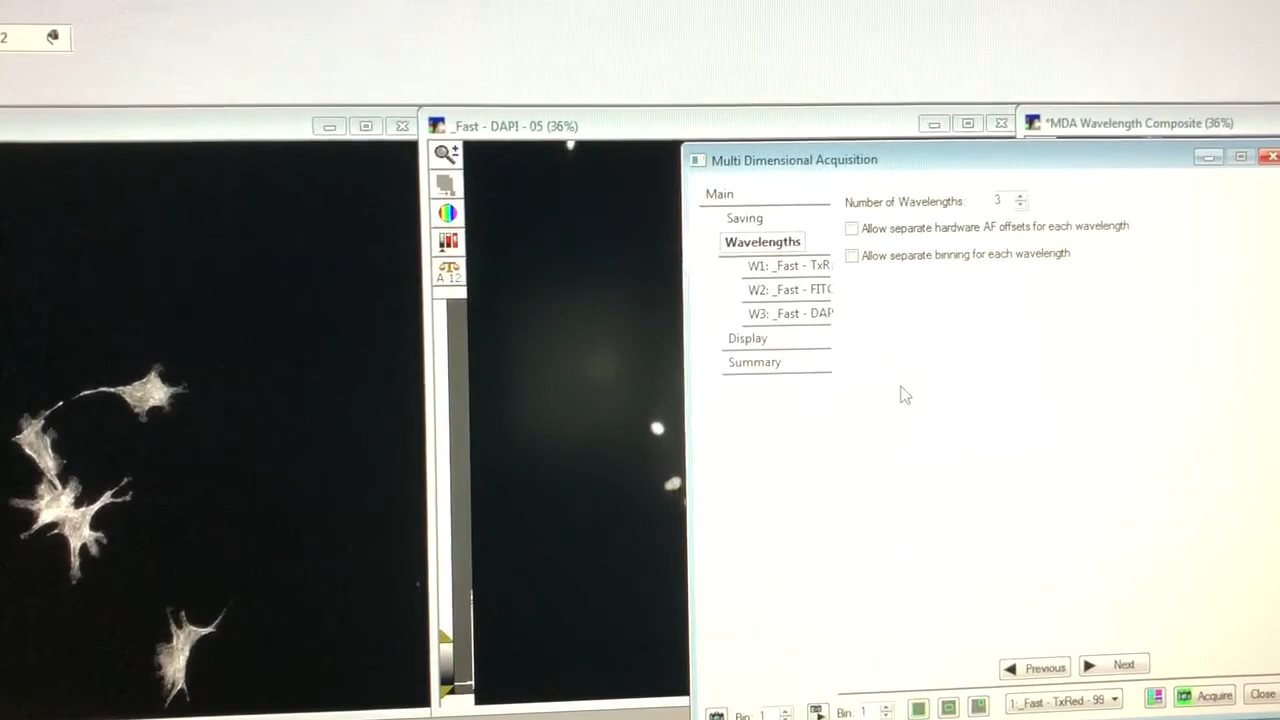 2
_Fast - DAPI - 05 (36%)
*MDA Wavelength Composite (36%)
Multi Dimensional Acquisition
A 12
Main
Saving
Wavelengths
W1: _Fast - TxR
W2: _Fast - FITC
W3: _Fast - DAP
Display
Summary
Number of Wavelengths: 3
Allow separate hardware AF offsets for each wavelength
Allow separate binning for each wavelength
Previous
Next
Bin: 1
Bin: 1
1:_Fast - TxRed - 99
Acquire
Close